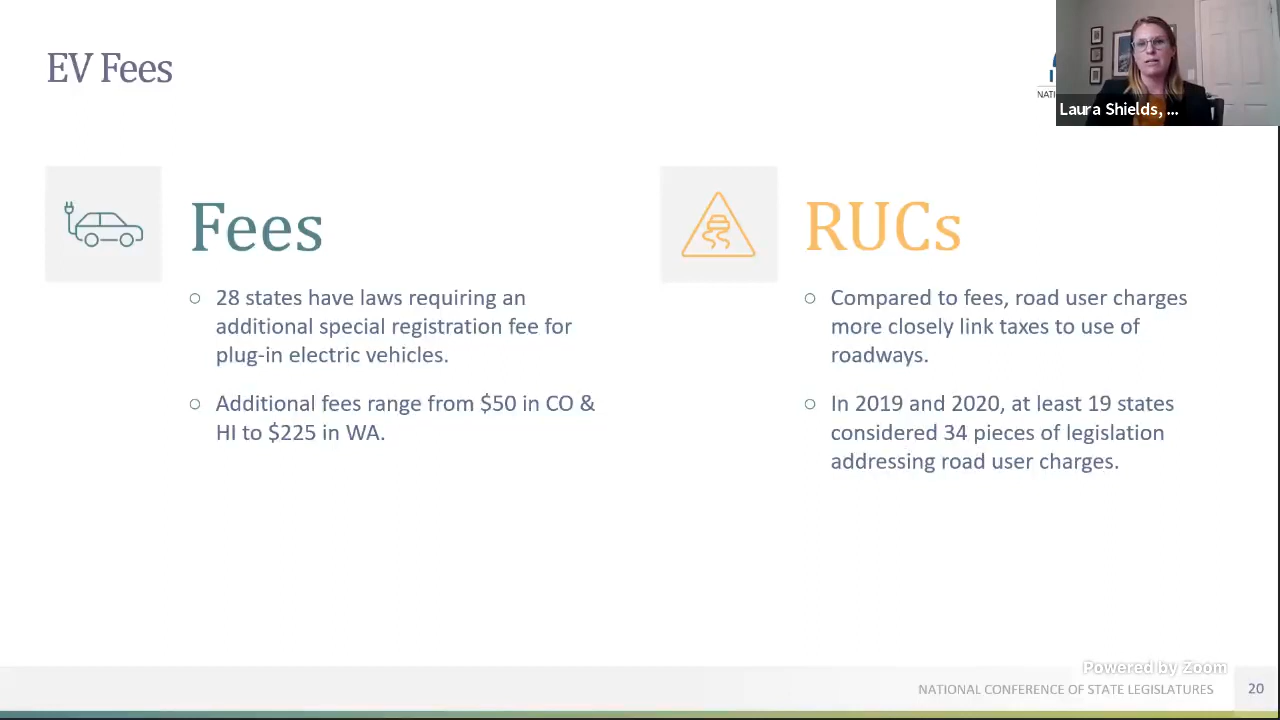 EV Fees
NATI
Laura Shields, ...
Fees
○ 28 states have laws requiring an
additional special registration fee for
plug-in electric vehicles.
○ Additional fees range from $50 in CO &
HI to $225 in WA.
RUCs
○ Compared to fees, road user charges
more closely link taxes to use of
roadways.
○ In 2019 and 2020, at least 19 states
considered 34 pieces of legislation
addressing road user charges.
Powered by Zoom
NATIONAL CONFERENCE OF STATE LEGISLATURES
20